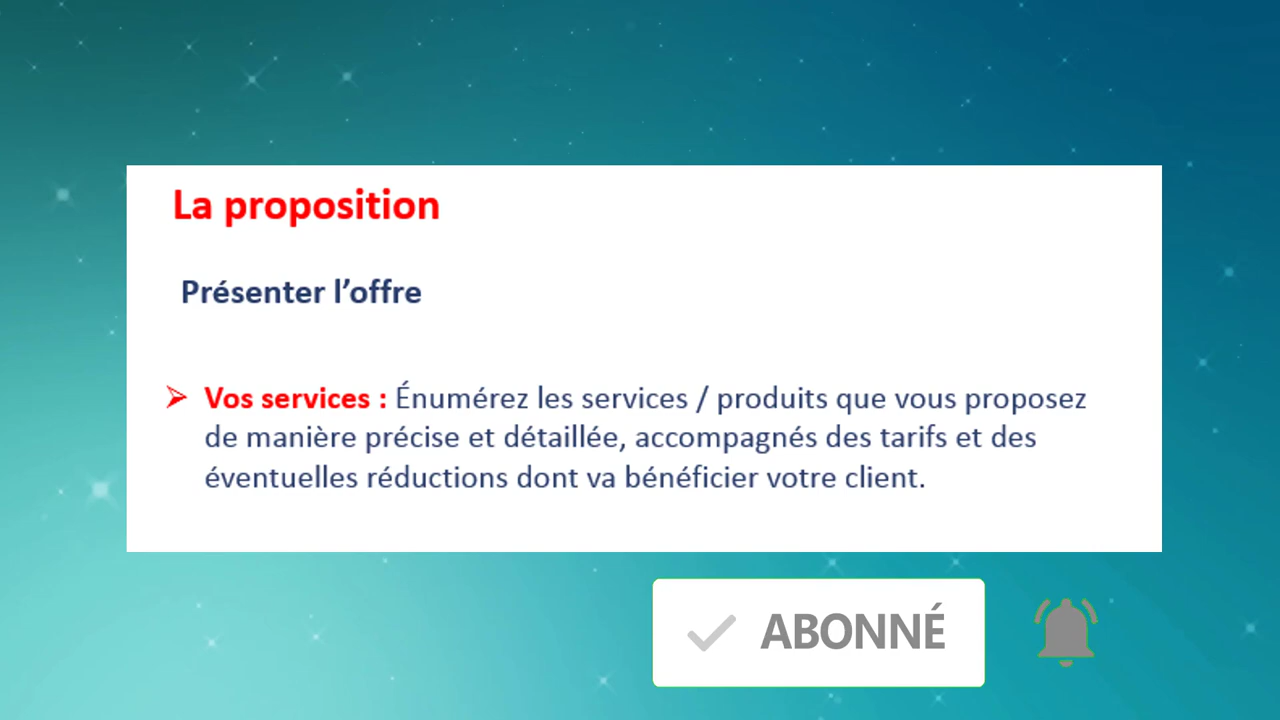 La proposition
Présenter l’offre
➢ Vos services : Énumérez les services / produits que vous proposez
de manière précise et détaillée, accompagnés des tarifs et des
éventuelles réductions dont va bénéficier votre client.
ABONNÉ